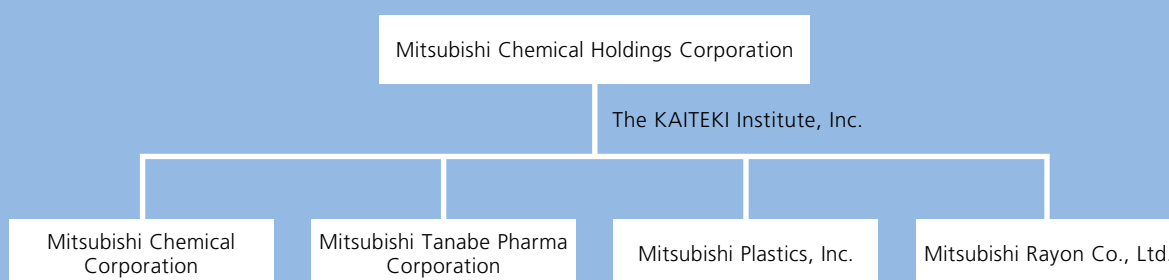 Mitsubishi Chemical Holdings Corporation
The KAITEKI Institute, Inc.
Mitsubishi Chemical
Corporation
Mitsubishi Tanabe Pharma
Corporation
Mitsubishi Plastics, Inc.
Mitsubishi Rayon Co., Ltd.